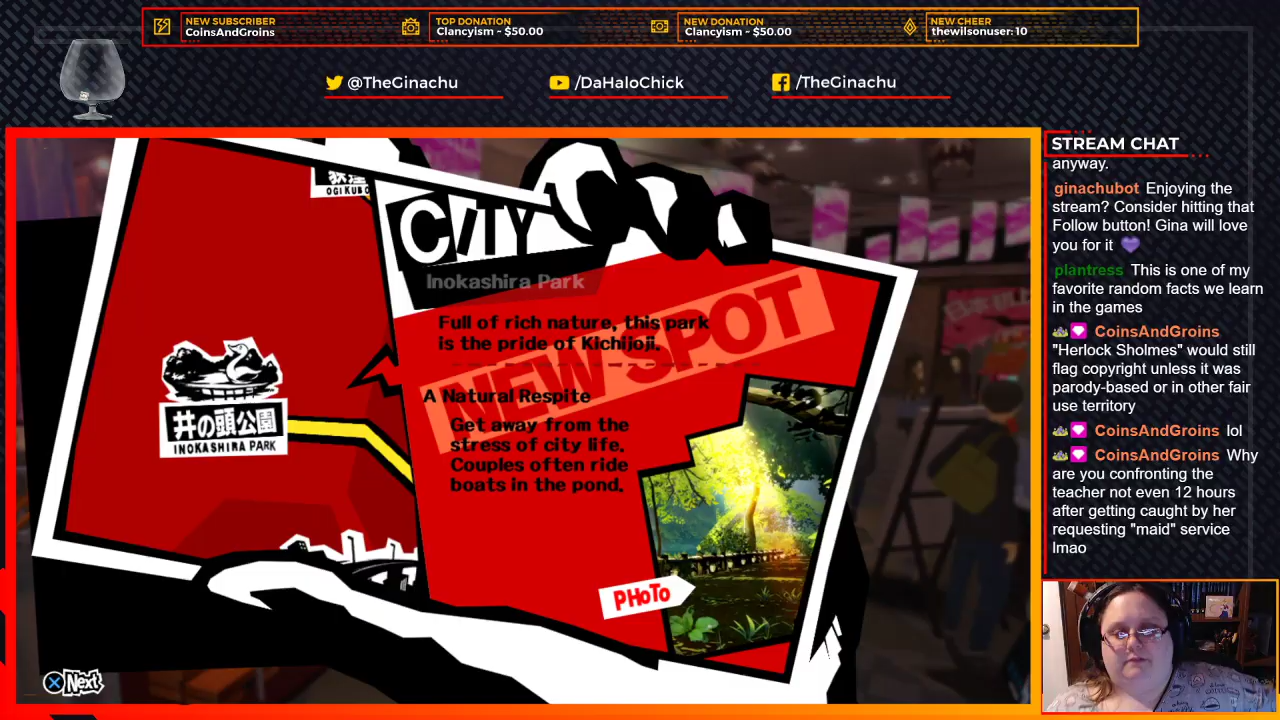 NEW SUBSCRIBER
CoinsAndGroins
TOP DONATION
Clancyism ~ $50.00
NEW DONATION
Clancyism ~ $50.00
NEW CHEER
thewilsonuser: 10
@TheGinachu
/DaHaloChick
/TheGinachu
荻窪
OGIKUBO
CITY
Inokashira Park
NEW SPOT
Full of rich nature, this park
is the pride of Kichijoji.
A Natural Respite
Get away from the
stress of city life.
Couples often ride
boats in the pond.
井の頭公園
INOKASHIRA PARK
PHoTo
Next
STREAM CHAT
anyway.
ginachubot Enjoying the
stream? Consider hitting that
Follow button! Gina will love
you for it 💜
plantress This is one of my
favorite random facts we learn
in the games
CoinsAndGroins
"Herlock Sholmes" would still
flag copyright unless it was
parody-based or in other fair
use territory
CoinsAndGroins lol
CoinsAndGroins Why
are you confronting the
teacher not even 12 hours
after getting caught by her
requesting "maid" service
lmao